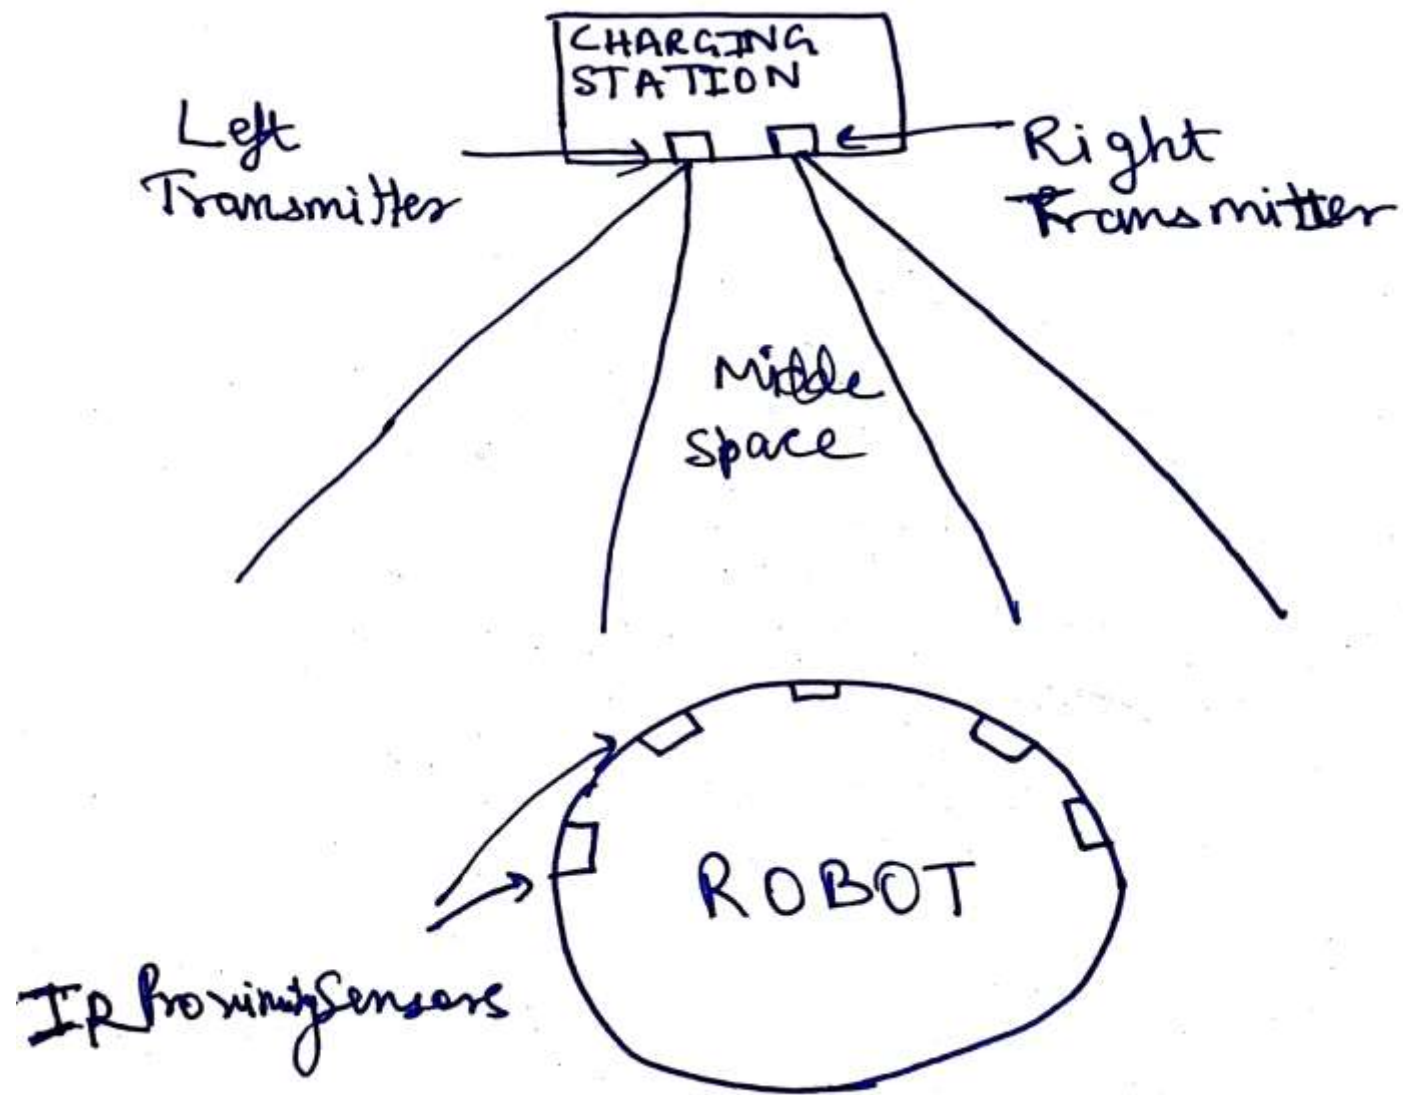 CHARGING
STATION
Left
Transmitter
Right
Transmitter
Middle
space
ROBOT
IR Proximity Sensors